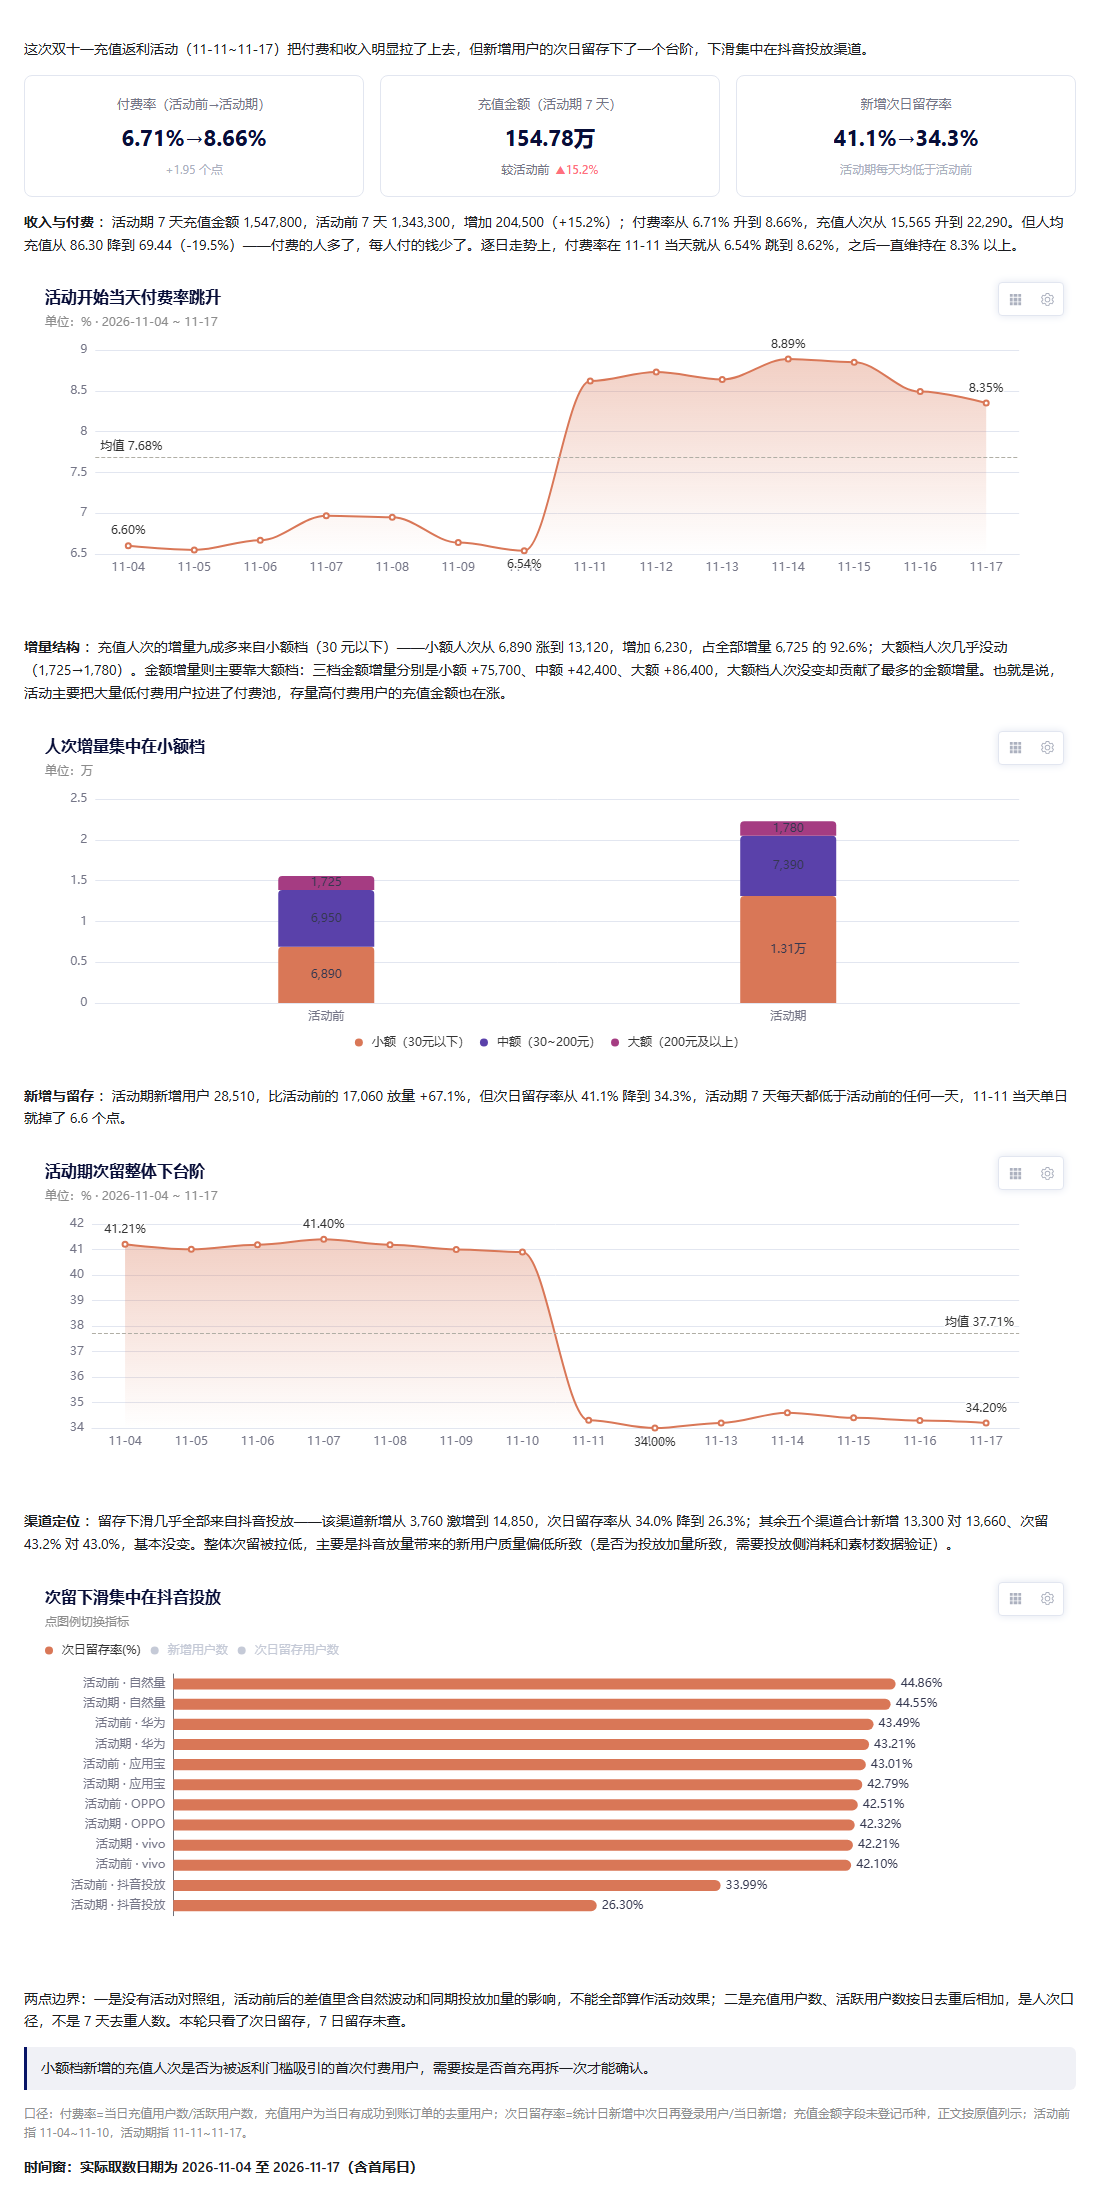 这次双十一充值返利活动（11-11~11-17）把付费和收入明显拉了上去，但新增用户的次日留存下了一个台阶，下滑集中在抖音投放渠道。
付费率（活动前→活动期）
6.71%→8.66%
+1.95 个点
充值金额（活动期 7 天）
154.78万
较活动前 ▲15.2%
新增次日留存率
41.1%→34.3%
活动期每天均低于活动前
收入与付费： 活动期 7 天充值金额 1,547,800，活动前 7 天 1,343,300，增加 204,500（+15.2%）；付费率从 6.71% 升到 8.66%，充值人次从 15,565 升到 22,290。但人均
充值从 86.30 降到 69.44（-19.5%）——付费的人多了，每人付的钱少了。逐日走势上，付费率在 11-11 当天就从 6.54% 跳到 8.62%，之后一直维持在 8.3% 以上。
活动开始当天付费率跳升
单位：% · 2026-11-04 ~ 11-17
9
8.5
8
7.5
7
6.5
均值 7.68%
6.60%
6.54%
8.89%
8.35%
11-04 11-05 11-06 11-07 11-08 11-09 11-11 11-12 11-13 11-14 11-15 11-16 11-17
增量结构： 充值人次的增量九成多来自小额档（30 元以下）——小额人次从 6,890 涨到 13,120，增加 6,230，占全部增量 6,725 的 92.6%；大额档人次几乎没动
（1,725→1,780）。金额增量则主要靠大额档：三档金额增量分别是小额 +75,700、中额 +42,400、大额 +86,400，大额档人次没变却贡献了最多的金额增量。也就是说，
活动主要把大量低付费用户拉进了付费池，存量高付费用户的充值金额也在涨。
人次增量集中在小额档
单位：万
2.5
2
1.5
1
0.5
0
1,725
6,950
6,890
1,780
7,390
1.31万
活动前 活动期
小额（30元以下） 中额（30~200元） 大额（200元及以上）
新增与留存： 活动期新增用户 28,510，比活动前的 17,060 放量 +67.1%，但次日留存率从 41.1% 降到 34.3%，活动期 7 天每天都低于活动前的任何一天，11-11 当天单日
就掉了 6.6 个点。
活动期次留整体下台阶
单位：% · 2026-11-04 ~ 11-17
42
41
40
39
38
37
36
35
34
41.21%
41.40%
均值 37.71%
34.00%
34.20%
11-04 11-05 11-06 11-07 11-08 11-09 11-10 11-11 11-13 11-14 11-15 11-16 11-17
渠道定位： 留存下滑几乎全部来自抖音投放——该渠道新增从 3,760 激增到 14,850，次日留存率从 34.0% 降到 26.3%；其余五个渠道合计新增 13,300 对 13,660、次留
43.2% 对 43.0%，基本没变。整体次留被拉低，主要是抖音放量带来的新用户质量偏低所致（是否为投放加量所致，需要投放侧消耗和素材数据验证）。
次留下滑集中在抖音投放
点图例切换指标
次日留存率(%) 新增用户数 次日留存用户数
活动前 · 自然量 44.86%
活动期 · 自然量 44.55%
活动前 · 华为 43.49%
活动期 · 华为 43.21%
活动前 · 应用宝 43.01%
活动期 · 应用宝 42.79%
活动前 · OPPO 42.51%
活动期 · OPPO 42.32%
活动期 · vivo 42.21%
活动前 · vivo 42.10%
活动前 · 抖音投放 33.99%
活动期 · 抖音投放 26.30%
两点边界：一是没有活动对照组，活动前后的差值里含自然波动和同期投放加量的影响，不能全部算作活动效果；二是充值用户数、活跃用户数按日去重后相加，是人次口
径，不是 7 天去重人数。本轮只看了次日留存，7 日留存未查。
小额档新增的充值人次是否为被返利门槛吸引的首次付费用户，需要按是否首充再拆一次才能确认。
口径：付费率=当日充值用户数/活跃用户数，充值用户为当日有成功到账订单的去重用户；次日留存率=统计日新增中次日再登录用户/当日新增；充值金额字段未登记币种，正文按原值列示；活动前
指 11-04~11-10，活动期指 11-11~11-17。
时间窗：实际取数日期为 2026-11-04 至 2026-11-17（含首尾日）